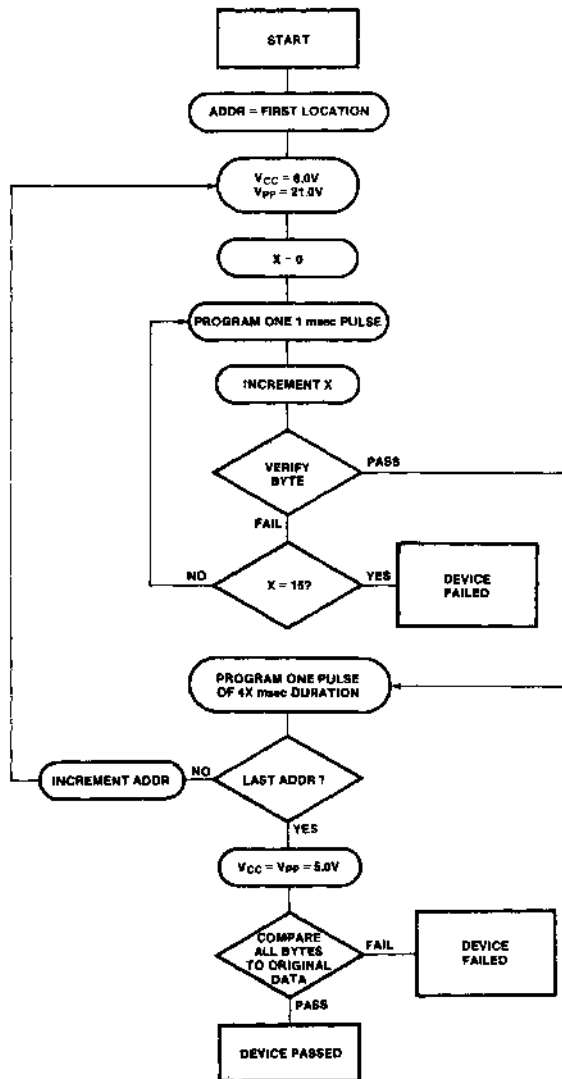 START
ADDR = FIRST LOCATION
VCC = 6.0V
VPP = 21.0V
X = 0
PROGRAM ONE 1 msec PULSE
INCREMENT X
VERIFY
BYTE
PASS
FAIL
NO
X = 15?
YES
DEVICE
FAILED
PROGRAM ONE PULSE
OF 4X msec DURATION
INCREMENT ADDR
NO
LAST ADDR ?
YES
VCC = VPP = 5.0V
COMPARE
ALL BYTES
TO ORIGINAL
DATA
FAIL
DEVICE
FAILED
PASS
DEVICE PASSED